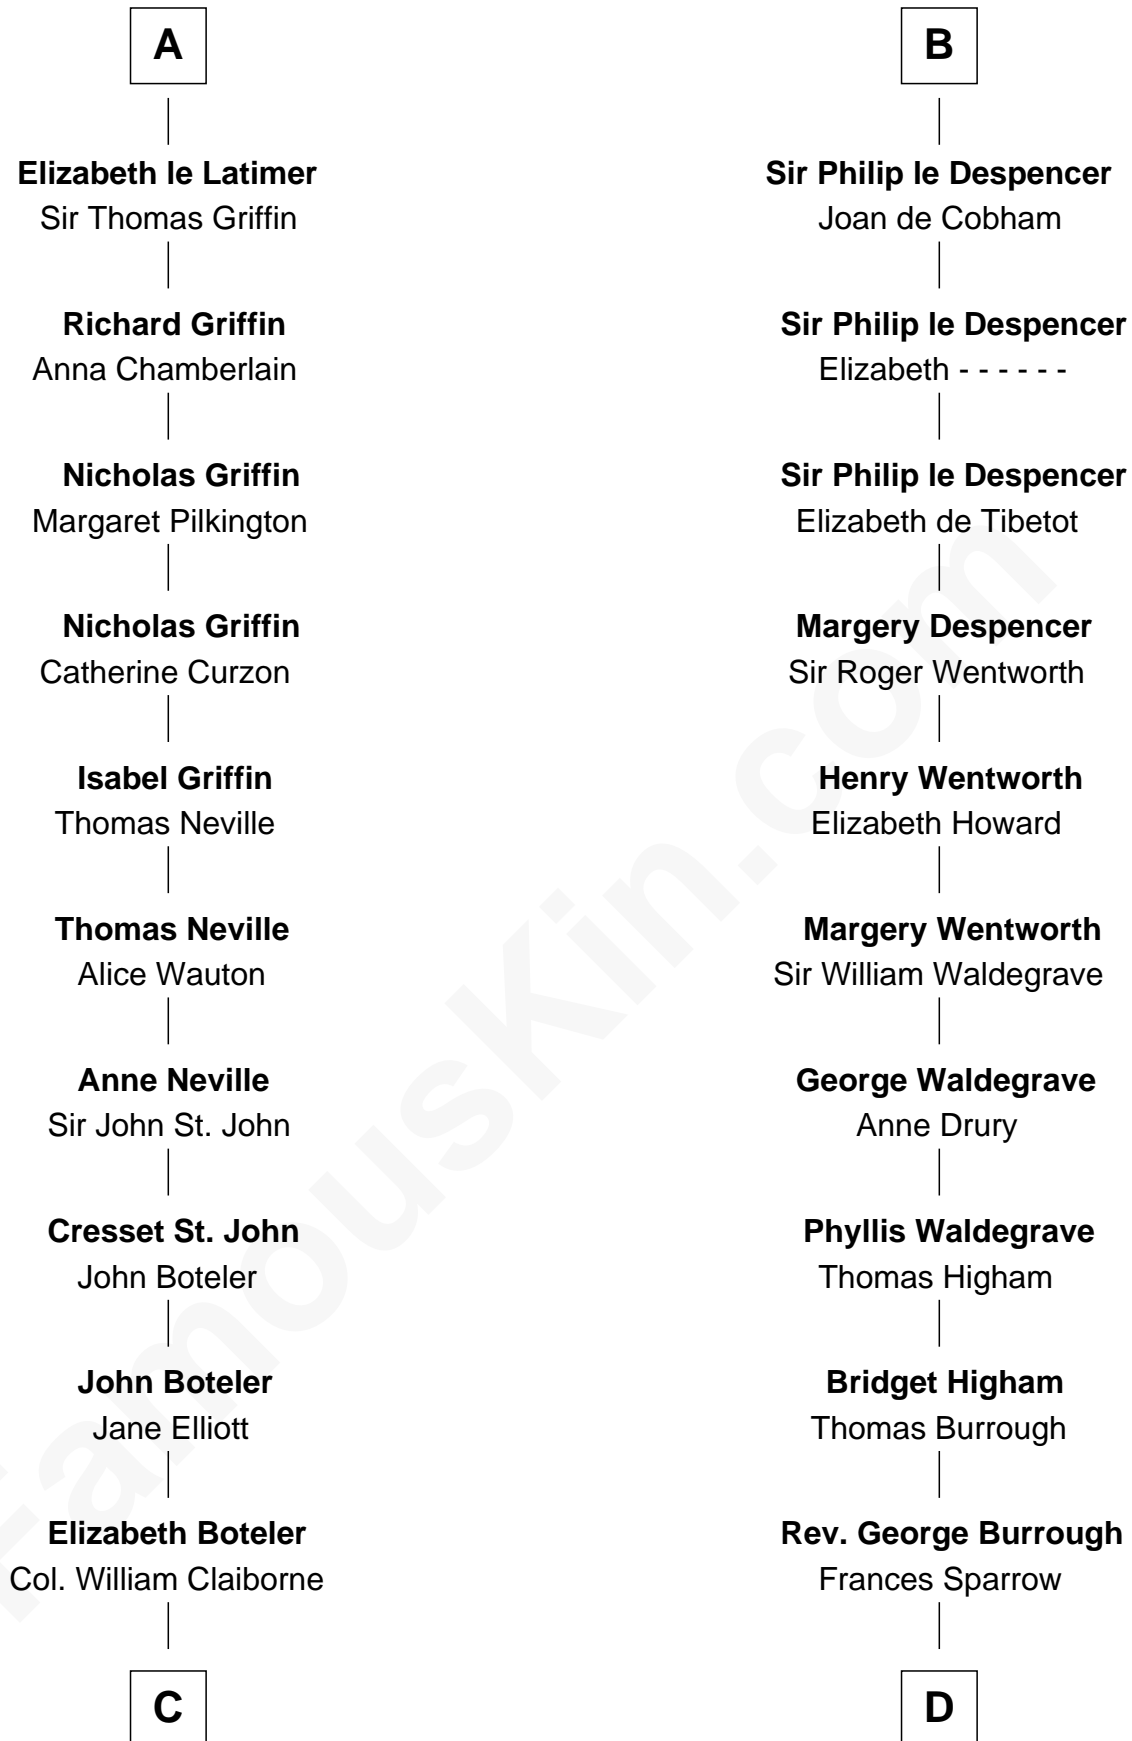 A
Elizabeth le Latimer
Sir Thomas Griffin
Richard Griffin
Anna Chamberlain
Nicholas Griffin
Margaret Pilkington
Nicholas Griffin
Catherine Curzon
Isabel Griffin
Thomas Neville
Thomas Neville
Alice Wauton
Anne Neville
Sir John St. John
Cresset St. John
John Boteler
John Boteler
Jane Elliott
Elizabeth Boteler
Col. William Claiborne
C
B
Sir Philip le Despencer
Joan de Cobham
Sir Philip le Despencer
Elizabeth - - - - - -
Sir Philip le Despencer
Elizabeth de Tibetot
Margery Despencer
Sir Roger Wentworth
Henry Wentworth
Elizabeth Howard
Margery Wentworth
Sir William Waldegrave
George Waldegrave
Anne Drury
Phyllis Waldegrave
Thomas Higham
Bridget Higham
Thomas Burrough
Rev. George Burrough
Frances Sparrow
D
FamousKin.com